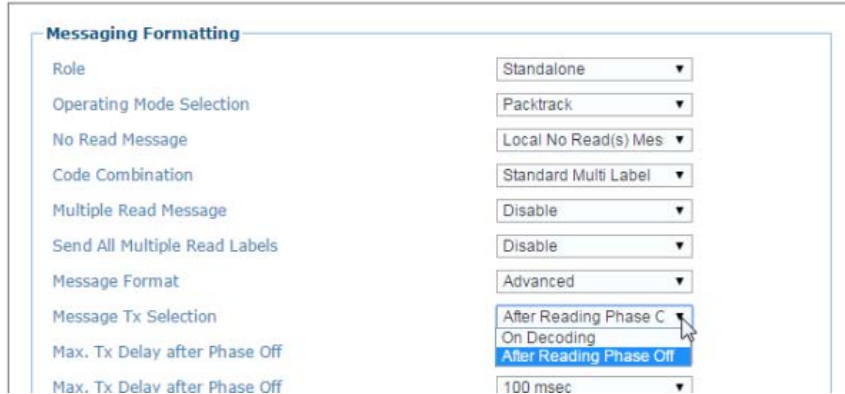 Messaging Formatting
Role Standalone
Operating Mode Selection Packtrack
No Read Message Local No Read(s) Mes
Code Combination Standard Multi Label
Multiple Read Message Disable
Send All Multiple Read Labels Disable
Message Format Advanced
Message Tx Selection After Reading Phase C
On Decoding
Max. Tx Delay after Phase Off After Reading Phase Off
Max. Tx Delay after Phase Off 100 msec